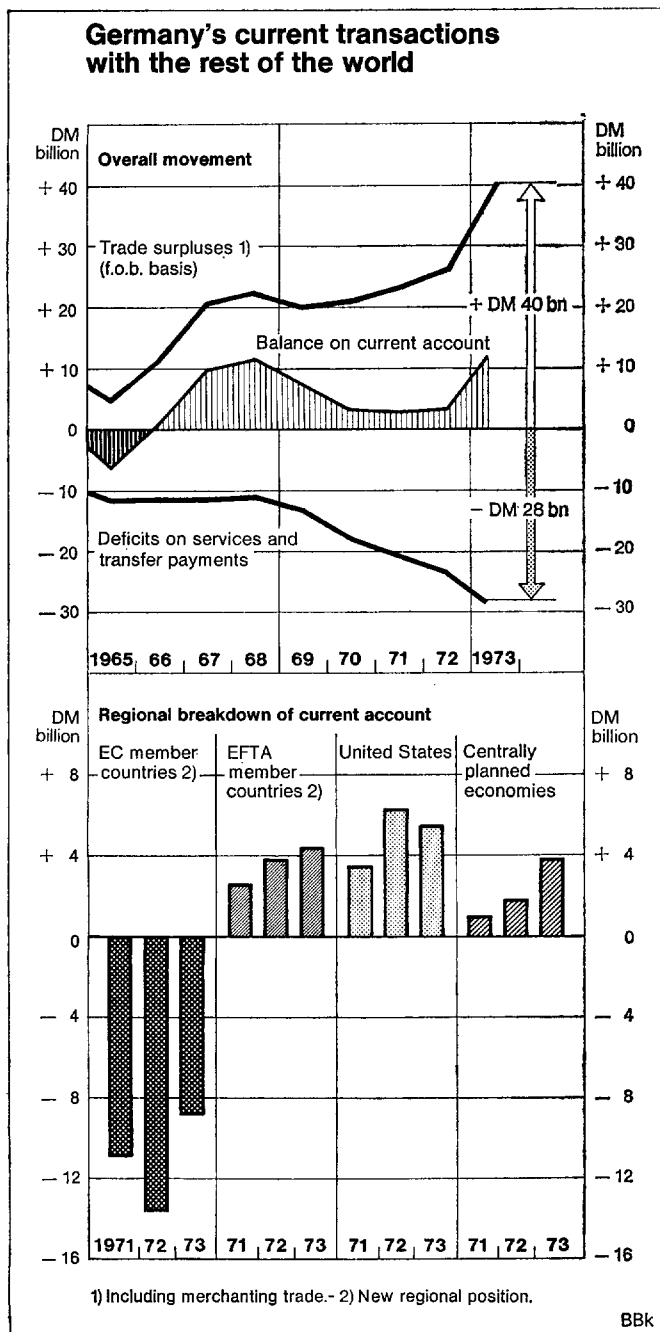 Germany's current transactions
with the rest of the world
DM
billion
Overall movement
DM
billion
+ 40
+ 40
+ 30
+ 30
Trade surpluses 1)
(f.o.b. basis)
+ 20
+ DM 40 bn
+ 20
Balance on current account
+ 10
+ 10
0
0
— 10
— 10
— DM 28 bn
Deficits on services and
transfer payments
— 20
— 20
— 30
— 30
1965 66 67 68 69 70 71 72 1973
DM
billion
Regional breakdown of current account
DM
billion
EC member
countries 2)
EFTA
member
countries 2)
United States
Centrally
planned
economies
+ 8
+ 8
+ 4
+ 4
0
0
— 4
— 4
— 8
— 8
— 12
— 12
1971 72 73 71 72 73 71 72 73 71 72 73
— 16
— 16
1) Including merchanting trade.- 2) New regional position.
BBk